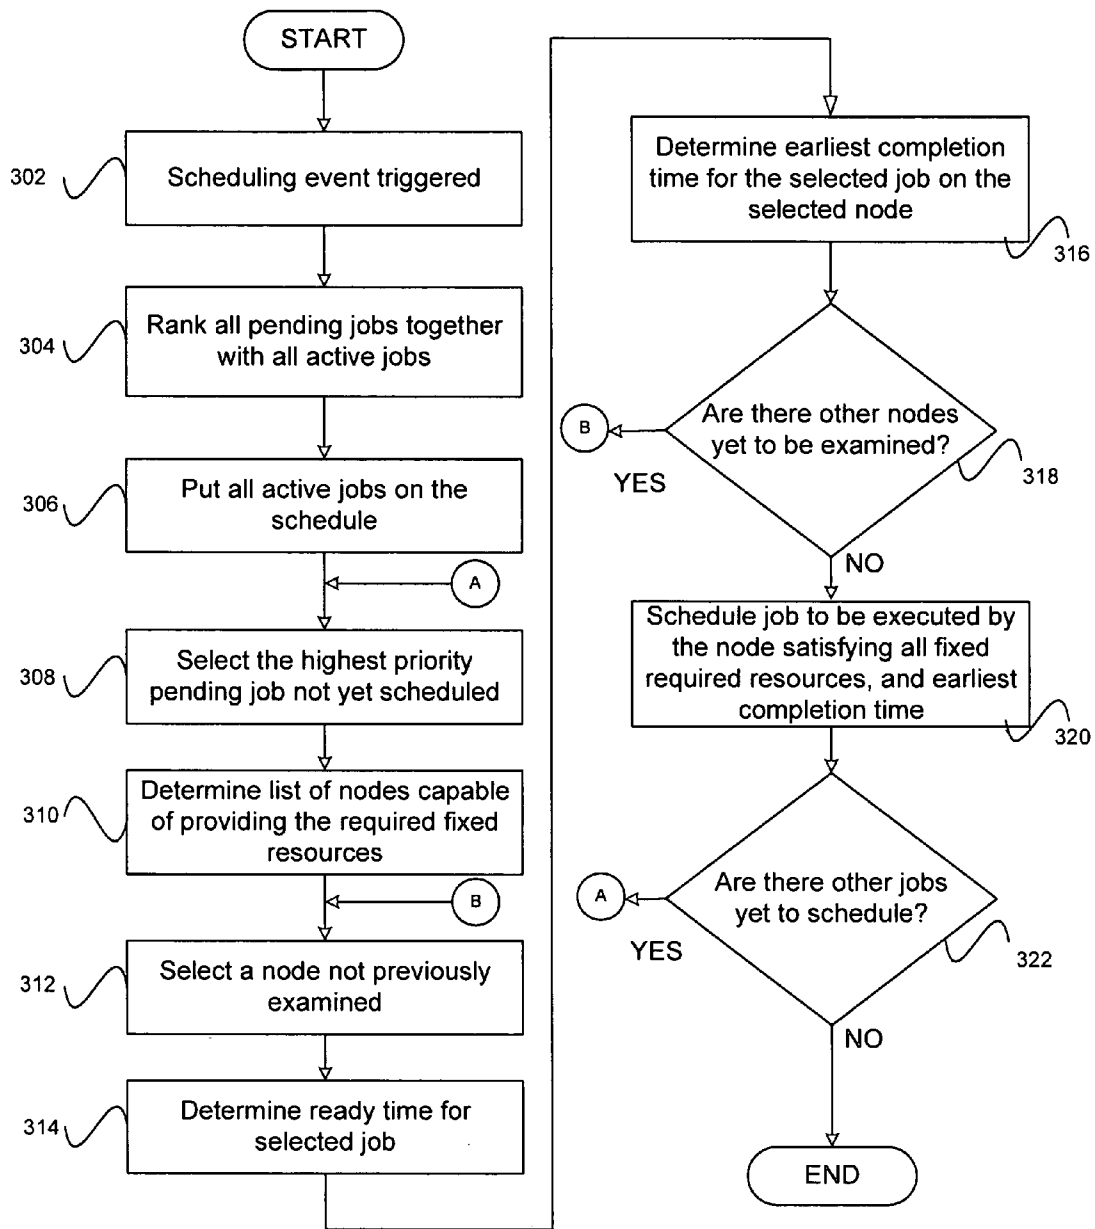 START
302
Scheduling event triggered
304
Rank all pending jobs together
with all active jobs
306
Put all active jobs on the
schedule
A
308
Select the highest priority
pending job not yet scheduled
310
Determine list of nodes capable
of providing the required fixed
resources
B
312
Select a node not previously
examined
314
Determine ready time for
selected job
Determine earliest completion
time for the selected job on the
selected node
316
Are there other nodes
yet to be examined?
B
YES
318
NO
Schedule job to be executed by
the node satisfying all fixed
required resources, and earliest
completion time
320
Are there other jobs
yet to schedule?
A
YES
322
NO
END